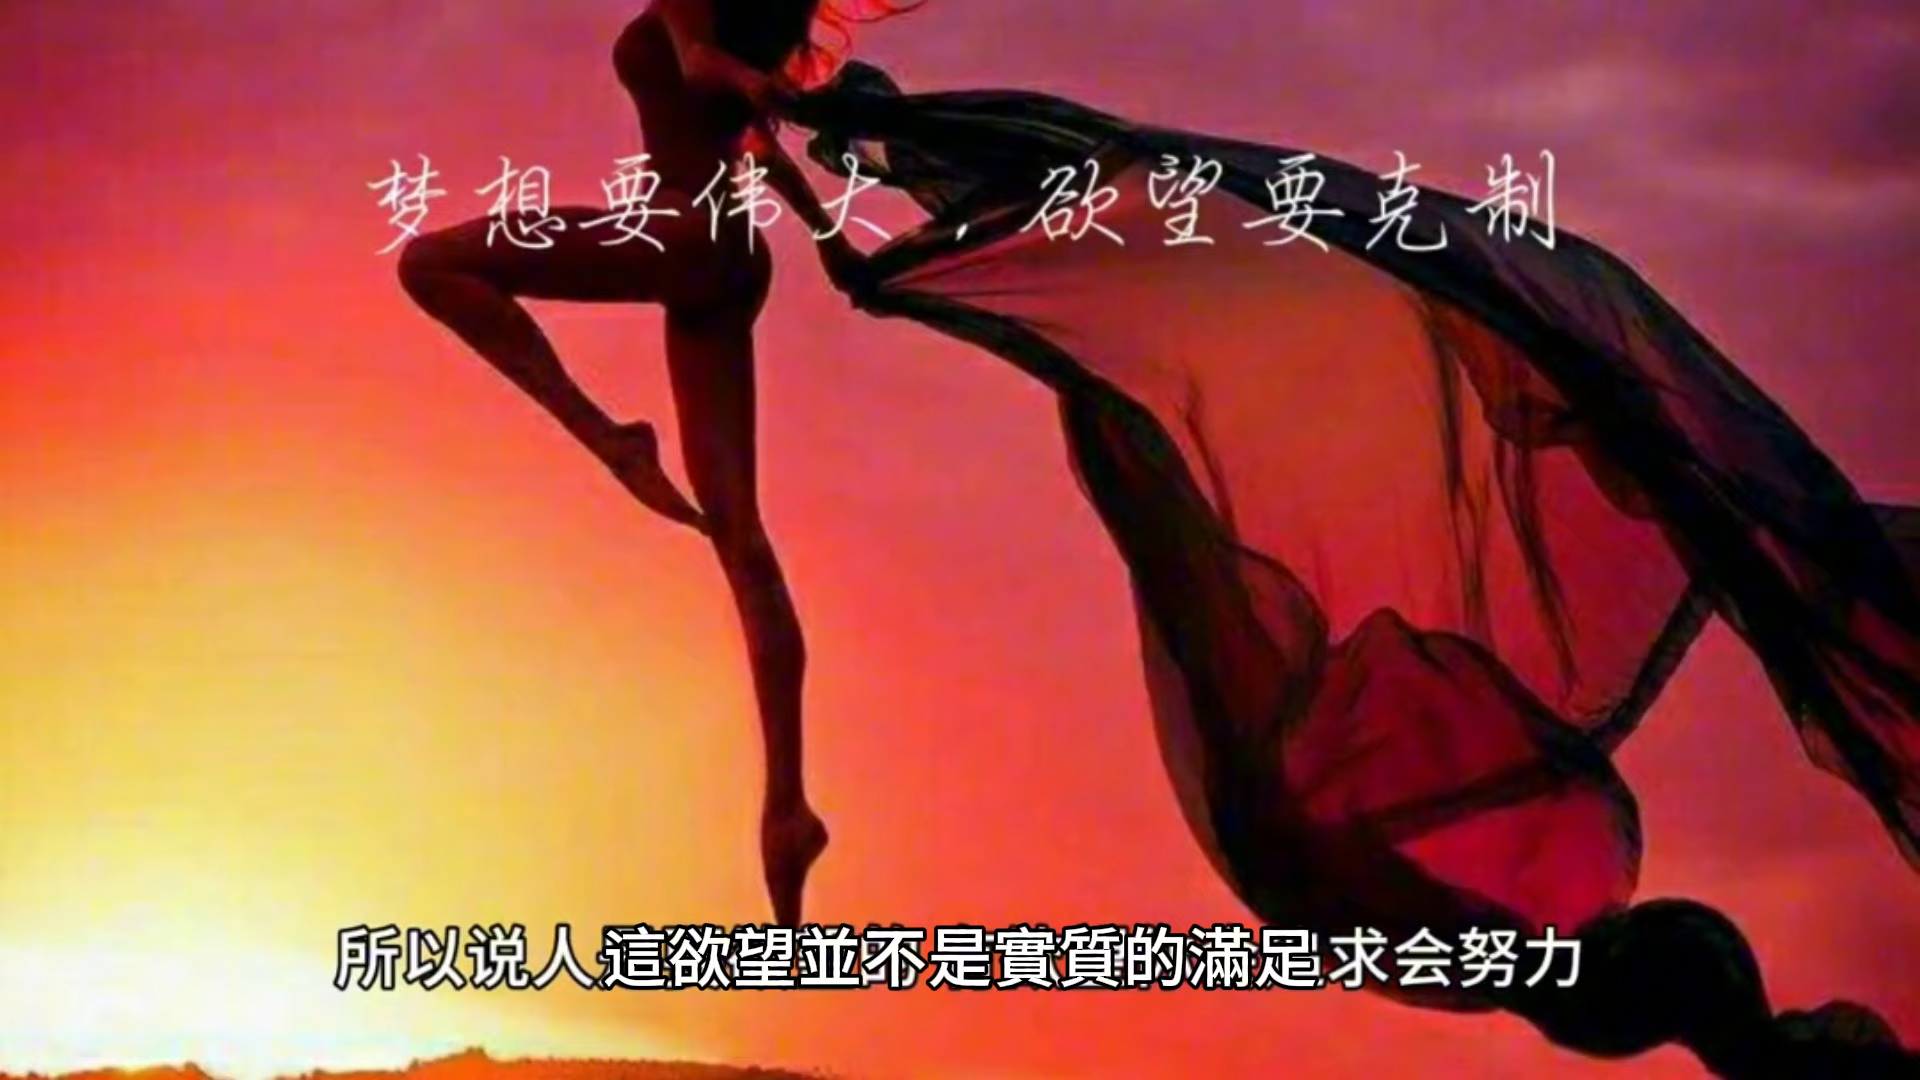 梦想要伟大，欲望要克制
所以说人
這欲望並不是實質的滿足
求会努力